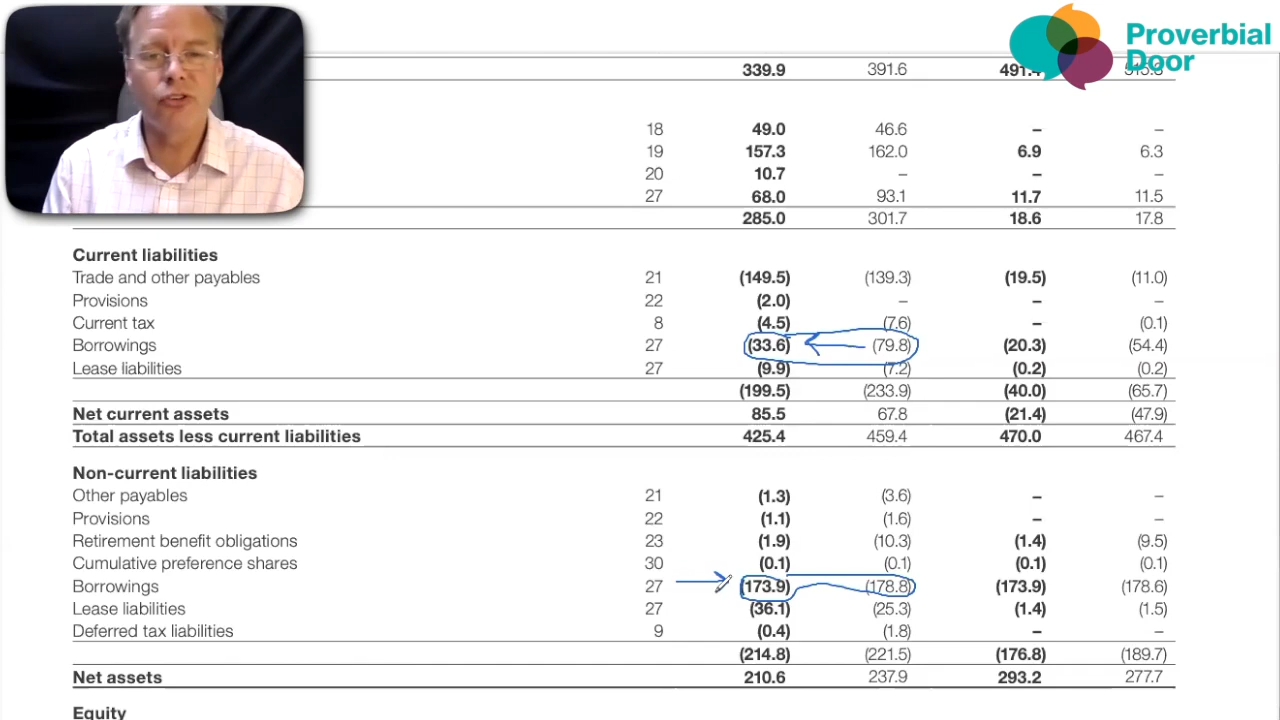 Proverbial
Door
339.9 391.6 491.4
18 49.0 46.6 – –
19 157.3 162.0 6.9 6.3
20 10.7 – – –
27 68.0 93.1 11.7 11.5
285.0 301.7 18.6 17.8
Current liabilities
Trade and other payables 21 (149.5) (139.3) (19.5) (11.0)
Provisions 22 (2.0) – – –
Current tax 8 (4.5) (7.6) – (0.1)
Borrowings 27 (33.6) (79.8) (20.3) (54.4)
Lease liabilities 27 (9.9) (7.2) (0.2) (0.2)
(199.5) (233.9) (40.0) (65.7)
Net current assets 85.5 67.8 (21.4) (47.9)
Total assets less current liabilities 425.4 459.4 470.0 467.4
Non-current liabilities
Other payables 21 (1.3) (3.6) – –
Provisions 22 (1.1) (1.6) – –
Retirement benefit obligations 23 (1.9) (10.3) (1.4) (9.5)
Cumulative preference shares 30 (0.1) (0.1) (0.1) (0.1)
Borrowings 27 (173.9) (178.8) (173.9) (178.6)
Lease liabilities 27 (36.1) (25.3) (1.4) (1.5)
Deferred tax liabilities 9 (0.4) (1.8) – –
(214.8) (221.5) (176.8) (189.7)
Net assets 210.6 237.9 293.2 277.7
Equity